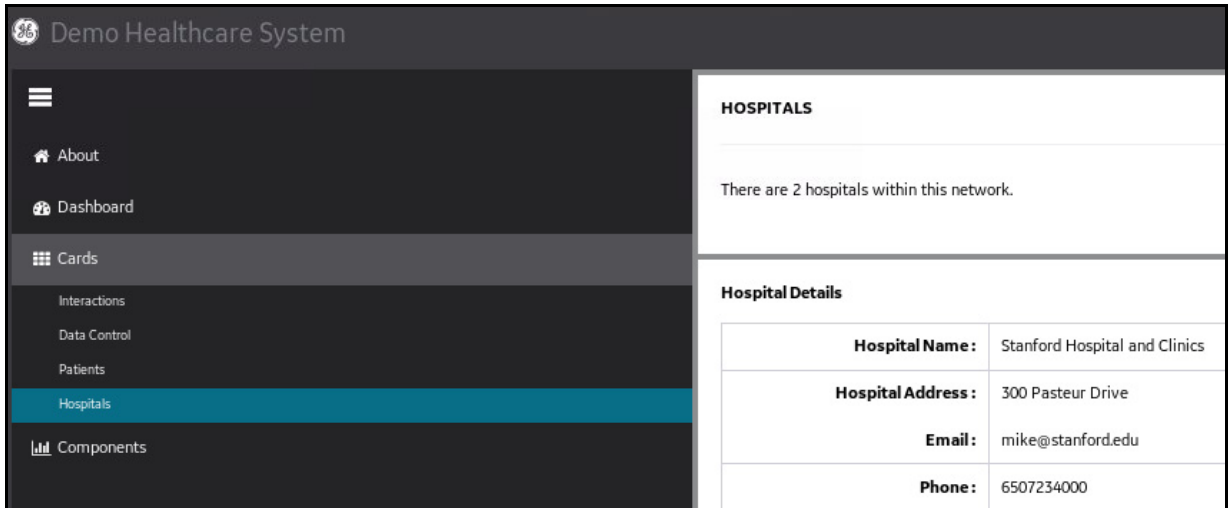 Demo Healthcare System
About
Dashboard
Cards
Interactions
Data Control
Patients
Hospitals
Components
HOSPITALS
There are 2 hospitals within this network.
Hospital Details
Hospital Name : Stanford Hospital and Clinics
Hospital Address : 300 Pasteur Drive
Email : mike@stanford.edu
Phone : 6507234000